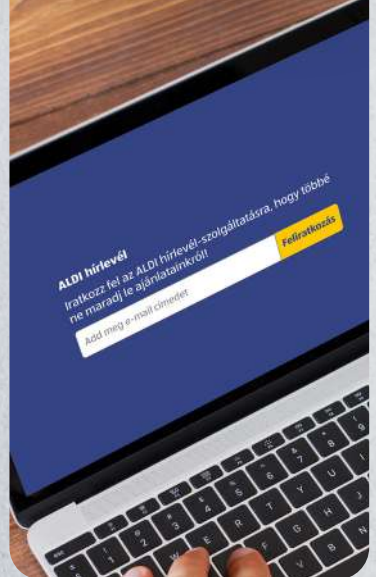 ALDI hírlevél
Iratkozz fel az ALDI hírlevél-szolgáltatásra, hogy többé
ne maradj le ajánlatainkról!
Add meg e-mail címedet
Feliratkozás